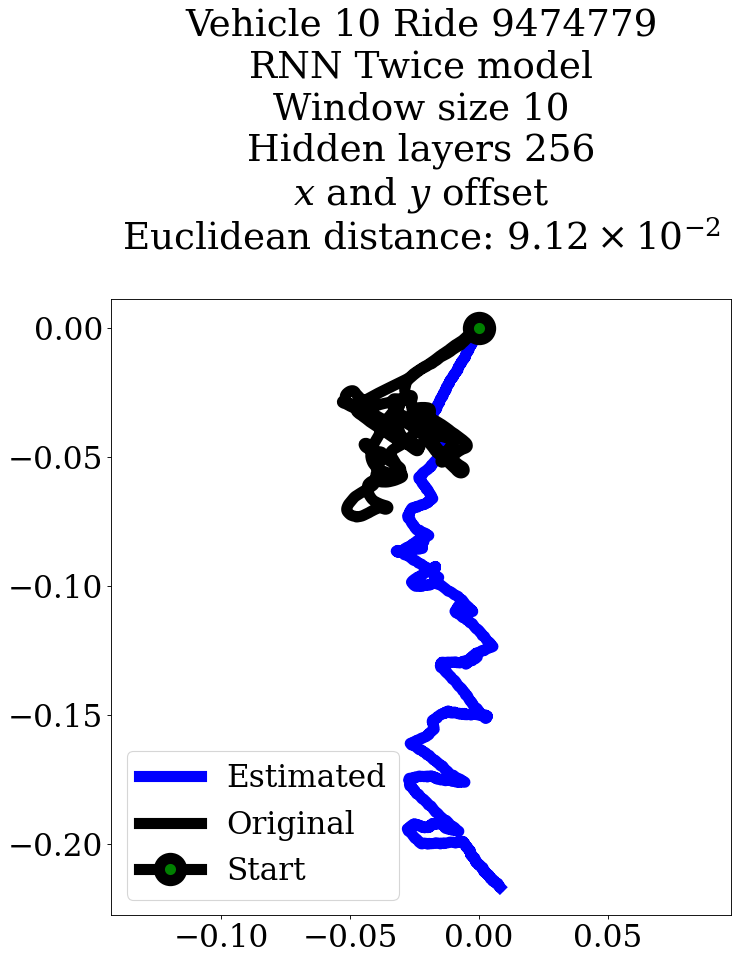 Vehicle 10 Ride 9474779
RNN Twice model
Window size 10
Hidden layers 256
x and y offset
Euclidean distance: 9.12 × 10⁻²
0.00
−0.05
−0.10
−0.15
−0.20
Estimated
Original
Start
−0.10 −0.05 0.00 0.05